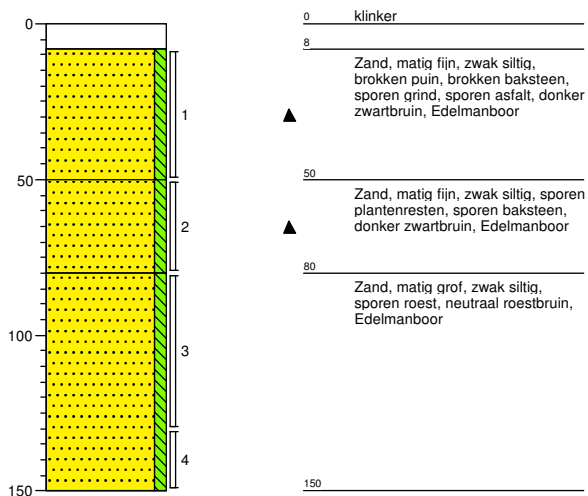 0
50
100
150
1
2
3
4
0
klinker
8
Zand, matig fijn, zwak siltig,
brokken puin, brokken baksteen,
sporen grind, sporen asfalt, donker
zwartbruin, Edelmanboor
50
Zand, matig fijn, zwak siltig, sporen
plantenresten, sporen baksteen,
donker zwartbruin, Edelmanboor
80
Zand, matig grof, zwak siltig,
sporen roest, neutraal roestbruin,
Edelmanboor
150